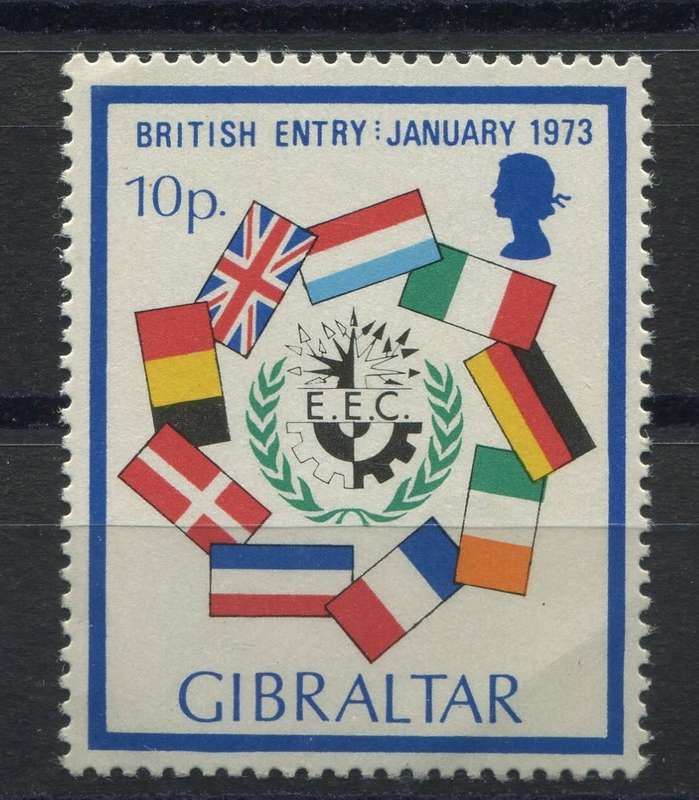 BRITISH ENTRY⋮JANUARY 1973
10p.
E.E.C.
GIBRALTAR